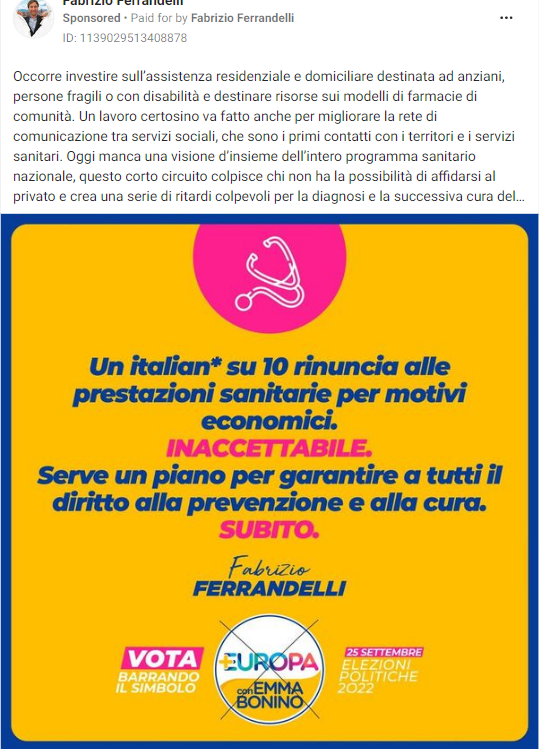 Fabrizio Ferrandelli
Sponsored • Paid for by Fabrizio Ferrandelli
ID: 1139029513408878
Occorre investire sull'assistenza residenziale e domiciliare destinata ad anziani,
persone fragili o con disabilità e destinare risorse sui modelli di farmacie di
comunità. Un lavoro certosino va fatto anche per migliorare la rete di
comunicazione tra servizi sociali, che sono i primi contatti con i territori e i servizi
sanitari. Oggi manca una visione d'insieme dell'intero programma sanitario
nazionale, questo corto circuito colpisce chi non ha la possibilità di affidarsi al
privato e crea una serie di ritardi colpevoli per la diagnosi e la successiva cura del...
Un italian* su 10 rinuncia alle
prestazioni sanitarie per motivi
economici.
INACCETTABILE.
Serve un piano per garantire a tutti il
diritto alla prevenzione e alla cura.
SUBITO.
Fabrizio
FERRANDELLI
VOTA
BARRANDO
IL SIMBOLO
+EUROPA
con EMMA
BONINO
25 SETTEMBRE
ELEZIONI
POLITICHE
2022